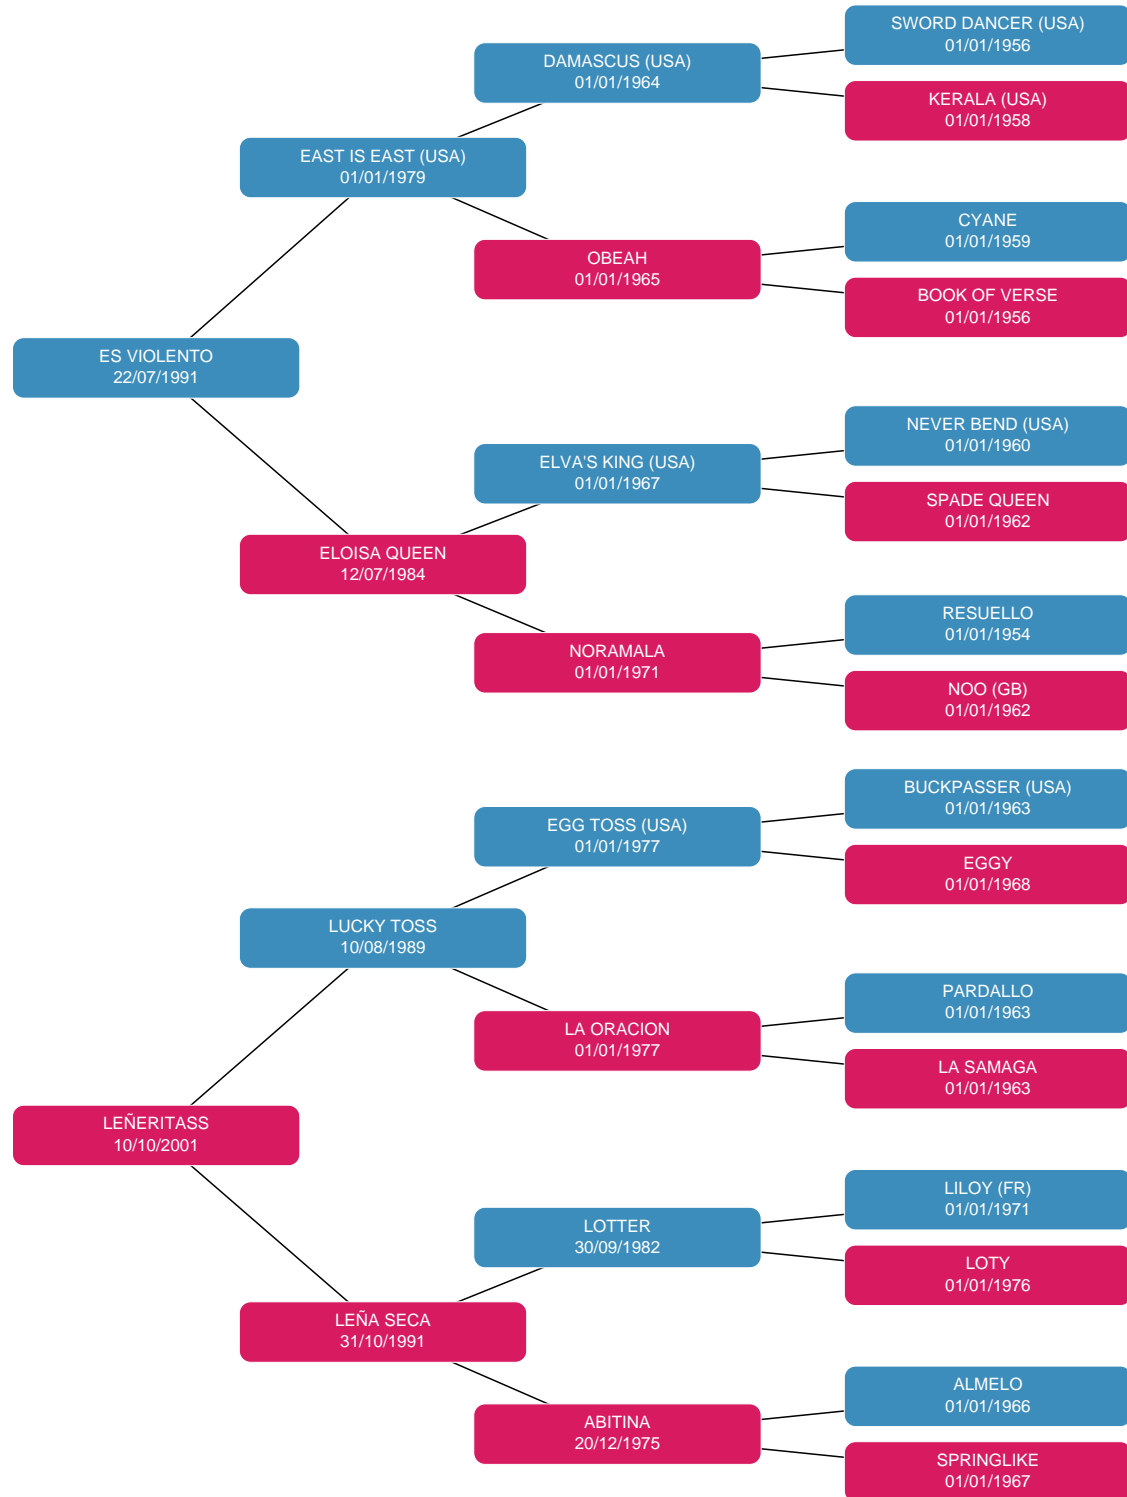 SWORD DANCER (USA)
01/01/1956
DAMASCUS (USA)
01/01/1964
KERALA (USA)
01/01/1958
EAST IS EAST (USA)
01/01/1979
CYANE
01/01/1959
OBEAH
01/01/1965
BOOK OF VERSE
01/01/1956
ES VIOLENTO
22/07/1991
NEVER BEND (USA)
01/01/1960
ELVA'S KING (USA)
01/01/1967
SPADE QUEEN
01/01/1962
ELOISA QUEEN
12/07/1984
RESUELLO
01/01/1954
NORAMALA
01/01/1971
NOO (GB)
01/01/1962
BUCKPASSER (USA)
01/01/1963
EGG TOSS (USA)
01/01/1977
EGGY
01/01/1968
LUCKY TOSS
10/08/1989
PARDALLO
01/01/1963
LA ORACION
01/01/1977
LA SAMAGA
01/01/1963
LEÑERITASS
10/10/2001
LILOY (FR)
01/01/1971
LOTTER
30/09/1982
LOTY
01/01/1976
LEÑA SECA
31/10/1991
ALMELO
01/01/1966
ABITINA
20/12/1975
SPRINGLIKE
01/01/1967